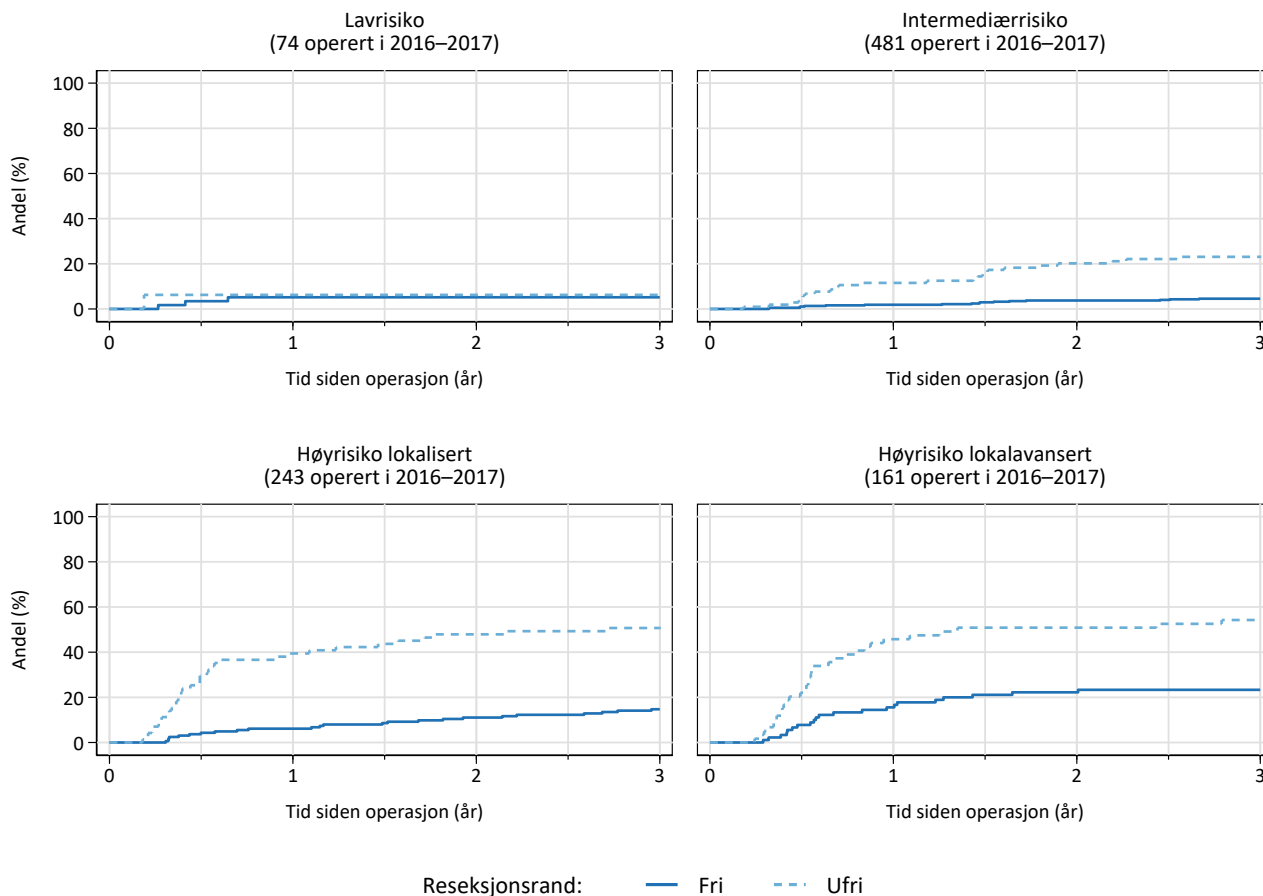 Lavrisiko
(74 operert i 2016–2017)
Intermediærrisiko
(481 operert i 2016–2017)
Andel (%)
100
80
60
40
20
0
0 1 2 3
Tid siden operasjon (år)
0 1 2 3
Tid siden operasjon (år)
Høyrisiko lokalisert
(243 operert i 2016–2017)
Høyrisiko lokalavansert
(161 operert i 2016–2017)
Andel (%)
100
80
60
40
20
0
0 1 2 3
Tid siden operasjon (år)
0 1 2 3
Tid siden operasjon (år)
Reseksjonsrand: Fri Ufri